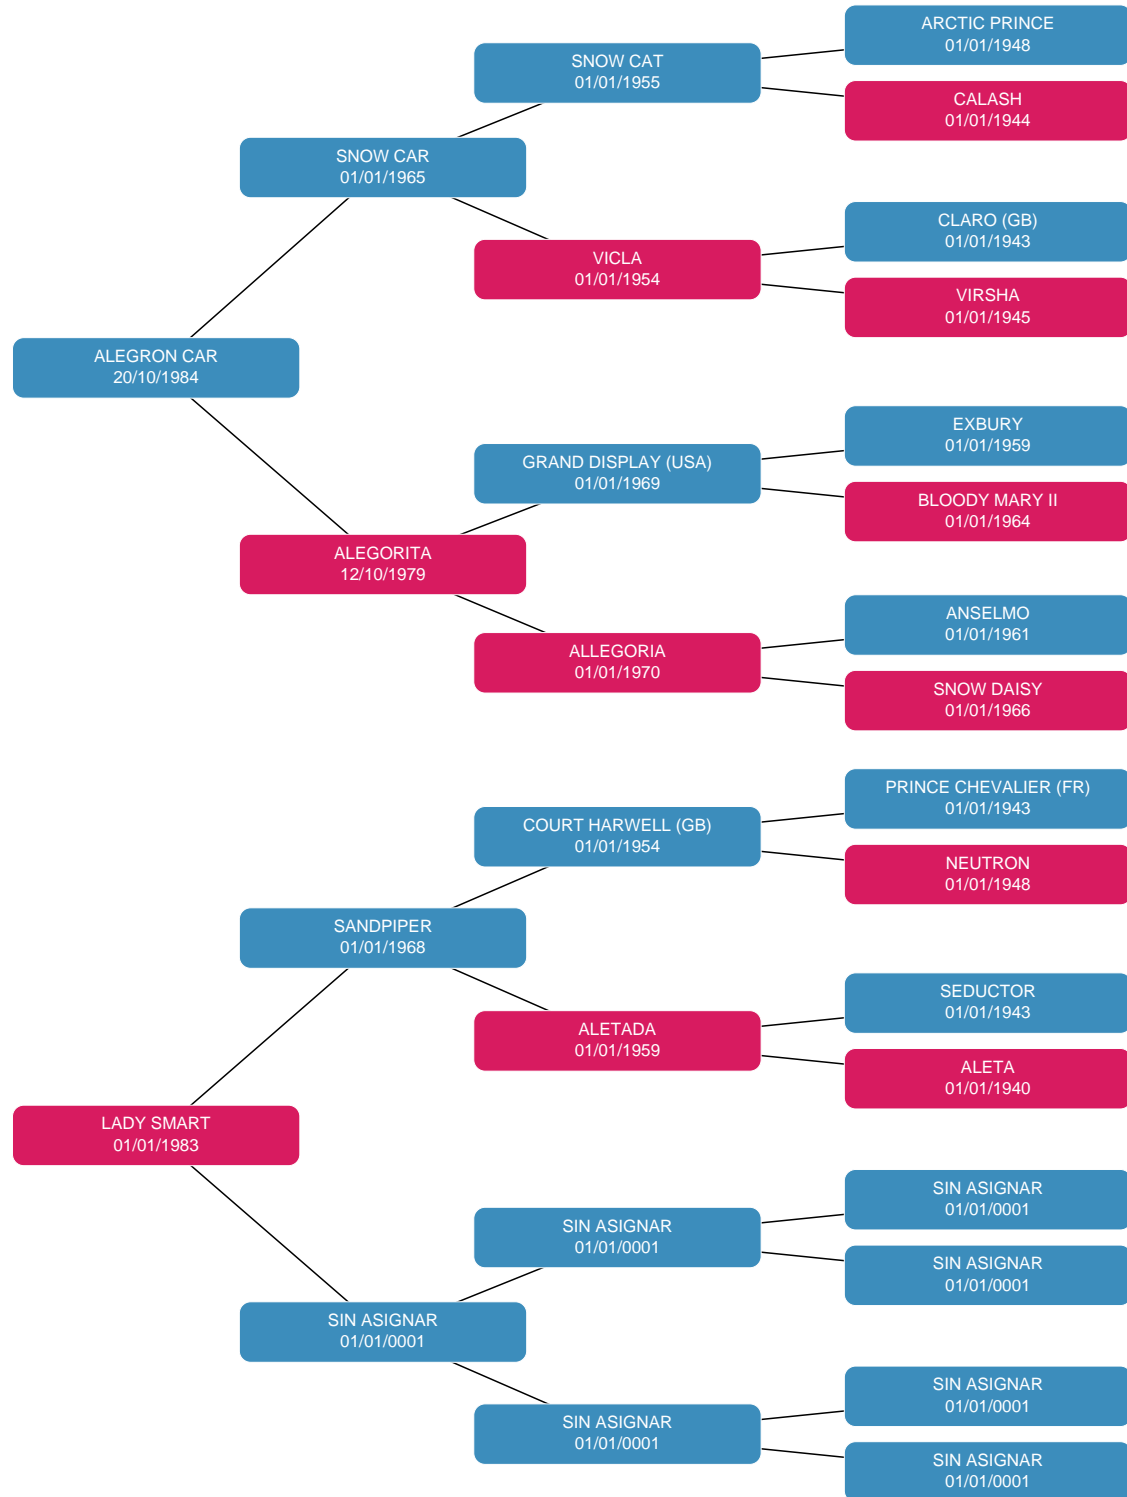 ARCTIC PRINCE
01/01/1948
SNOW CAT
01/01/1955
CALASH
01/01/1944
SNOW CAR
01/01/1965
CLARO (GB)
01/01/1943
VICLA
01/01/1954
VIRSHA
01/01/1945
ALEGRON CAR
20/10/1984
EXBURY
01/01/1959
GRAND DISPLAY (USA)
01/01/1969
BLOODY MARY II
01/01/1964
ALEGORITA
12/10/1979
ANSELMO
01/01/1961
ALLEGORIA
01/01/1970
SNOW DAISY
01/01/1966
PRINCE CHEVALIER (FR)
01/01/1943
COURT HARWELL (GB)
01/01/1954
NEUTRON
01/01/1948
SANDPIPER
01/01/1968
SEDUCTOR
01/01/1943
ALETADA
01/01/1959
ALETA
01/01/1940
LADY SMART
01/01/1983
SIN ASIGNAR
01/01/0001
SIN ASIGNAR
01/01/0001
SIN ASIGNAR
01/01/0001
SIN ASIGNAR
01/01/0001
SIN ASIGNAR
01/01/0001
SIN ASIGNAR
01/01/0001
SIN ASIGNAR
01/01/0001